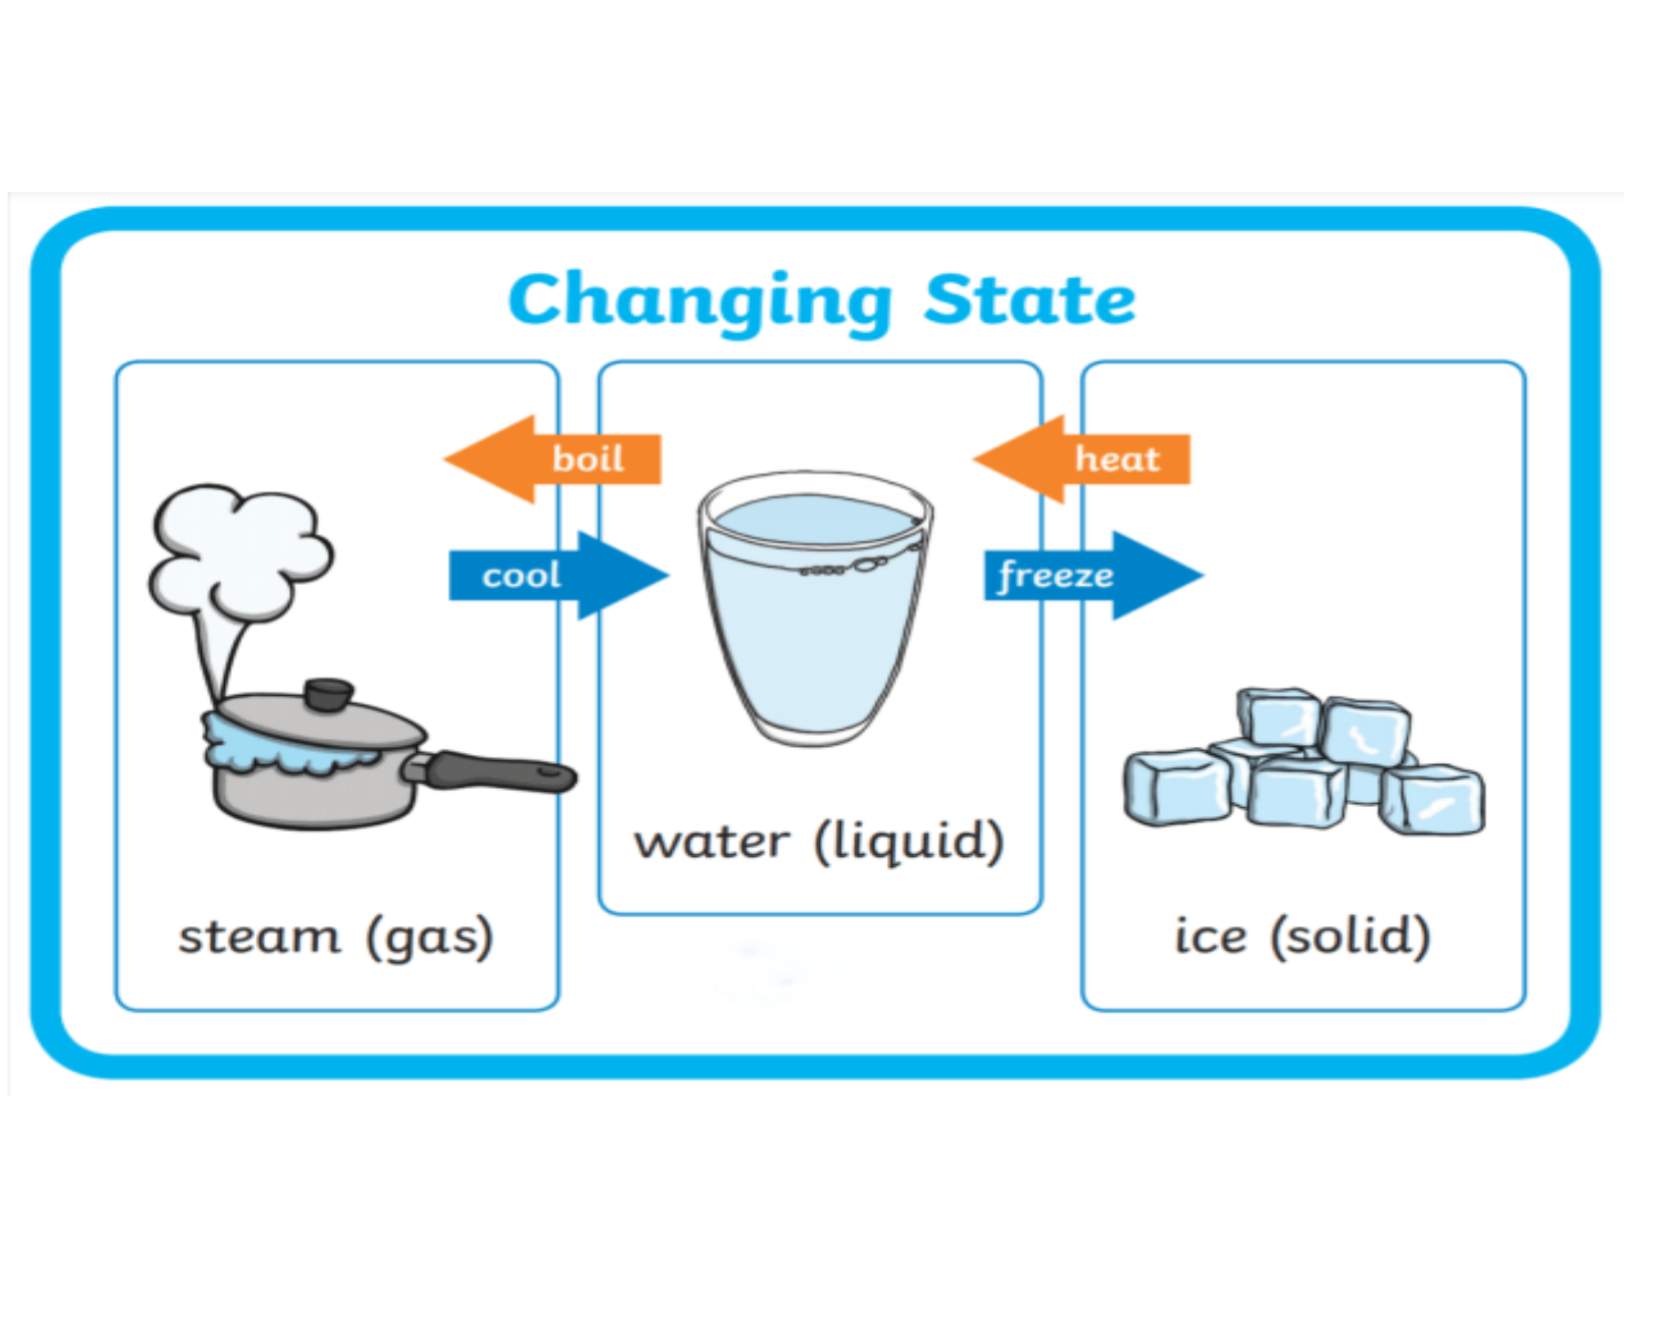 Changing State
boil
heat
cool
freeze
water (liquid)
steam (gas)
ice (solid)